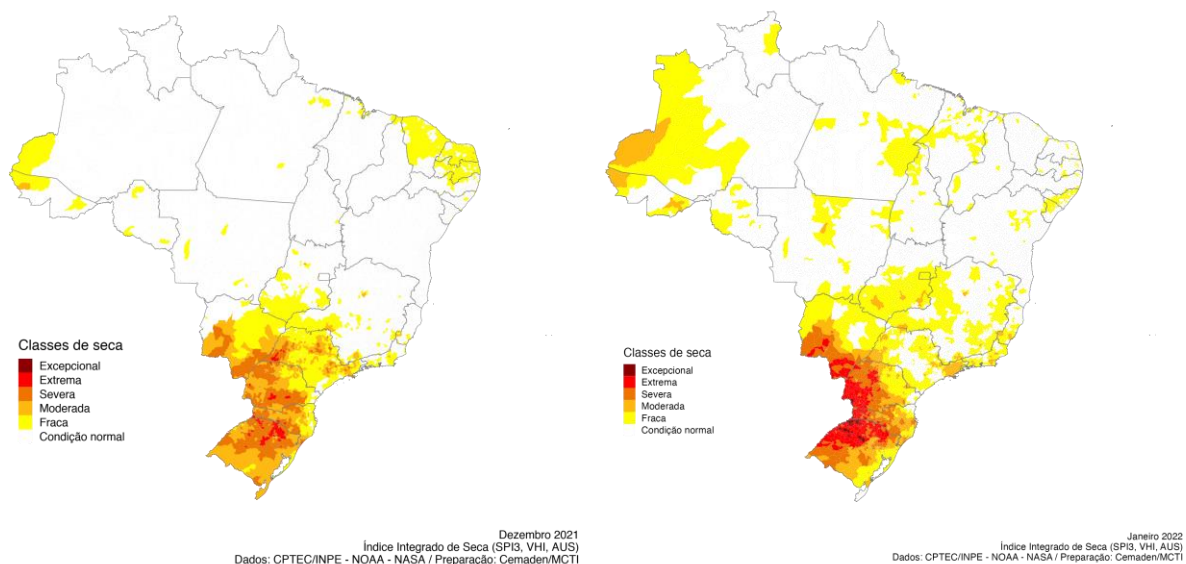 Classes de seca
Excepcional
Extrema
Severa
Moderada
Fraca
Condição normal
Dezembro 2021
Índice Integrado de Seca (SPI3, VHI, AUS)
Dados: CPTEC/INPE - NOAA - NASA / Preparação: Cemaden/MCTI
Classes de seca
Excepcional
Extrema
Severa
Moderada
Fraca
Condição normal
Janeiro 2022
Índice Integrado de Seca (SPI3, VHI, AUS)
Dados: CPTEC/INPE - NOAA - NASA / Preparação: Cemaden/MCTI